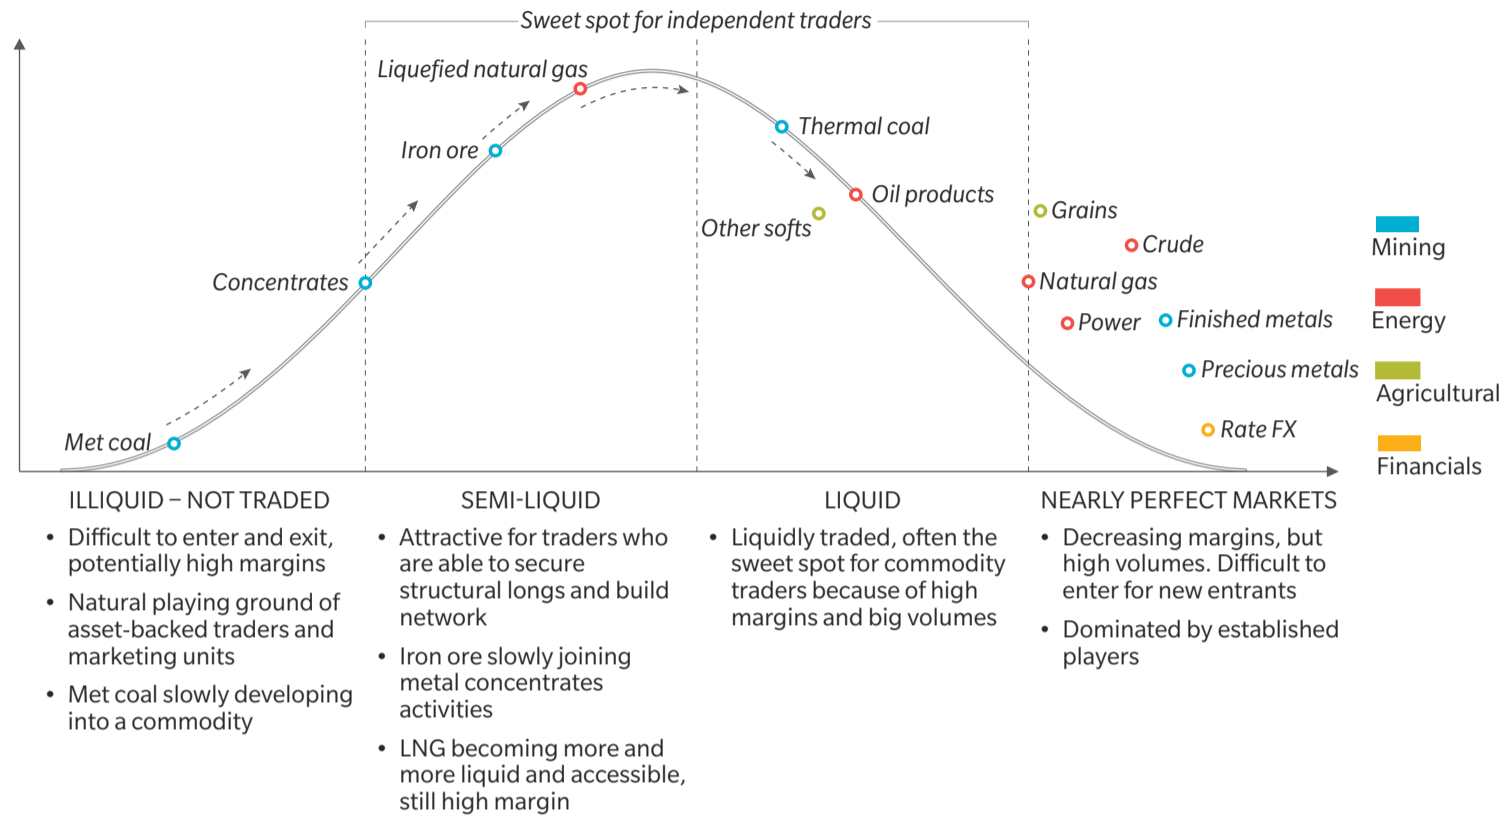 Sweet spot for independent traders
Liquefied natural gas
Iron ore
Concentrates
Met coal
Thermal coal
Oil products
Other softs
Grains
Crude
Natural gas
Power
Finished metals
Precious metals
Rate FX
Mining
Energy
Agricultural
Financials
ILLIQUID – NOT TRADED
• Difficult to enter and exit,
potentially high margins
• Natural playing ground of
asset-backed traders and
marketing units
• Met coal slowly developing
into a commodity
SEMI-LIQUID
• Attractive for traders who
are able to secure
structural longs and build
network
• Iron ore slowly joining
metal concentrates
activities
• LNG becoming more and
more liquid and accessible,
still high margin
LIQUID
• Liquidly traded, often the
sweet spot for commodity
traders because of high
margins and big volumes
NEARLY PERFECT MARKETS
• Decreasing margins, but
high volumes. Difficult to
enter for new entrants
• Dominated by established
players